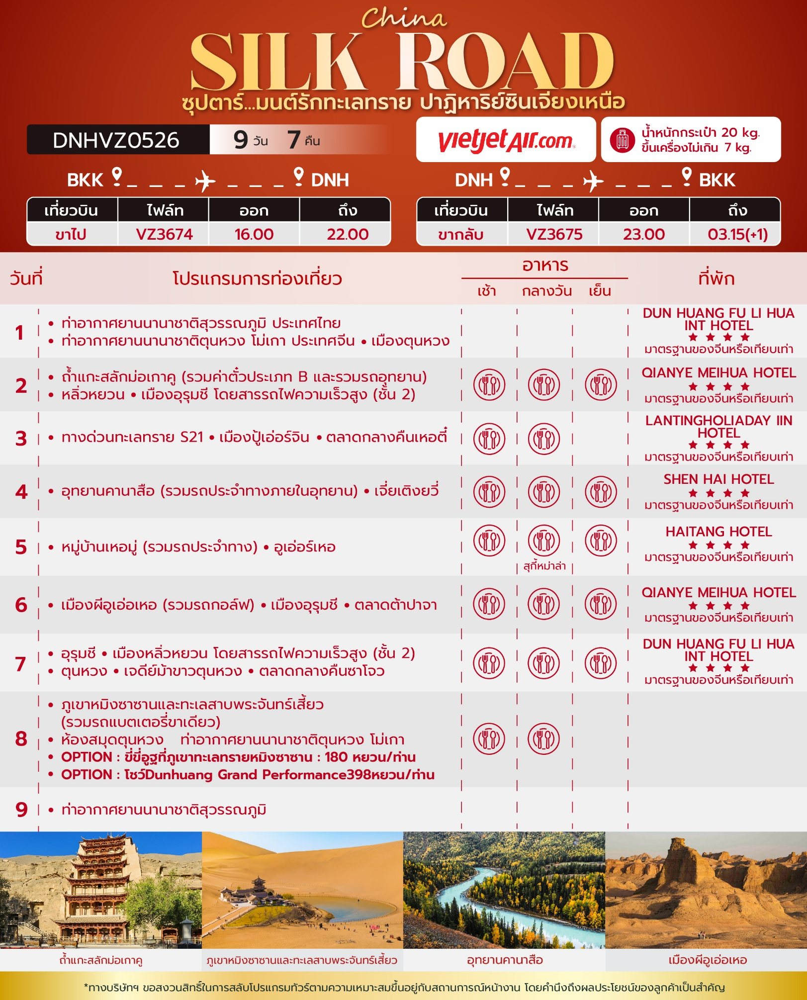 China
SILK ROAD
ซุปตาร์...มนต์รักทะเลทราย ปาฏิหาริย์ซินเจียงเหนือ
DNHVZ0526
9 วัน 7 คืน
vietjetAir.com
น้ำหนักกระเป๋า 20 kg.
ขึ้นเครื่องไม่เกิน 7 kg.
BKK DNH
เที่ยวบิน ไฟล์ท ออก ถึง
ขาไป VZ3674 16.00 22.00
DNH BKK
เที่ยวบิน ไฟล์ท ออก ถึง
ขากลับ VZ3675 23.00 03.15(+1)
วันที่ โปรแกรมการท่องเที่ยว อาหาร ที่พัก
เช้า กลางวัน เย็น
1
• ท่าอากาศยานนานาชาติสุวรรณภูมิ ประเทศไทย
• ท่าอากาศยานนานาชาติตุนหวง โม่เกา ประเทศจีน • เมืองตุนหวง
DUN HUANG FU LI HUA
INT HOTEL
★ ★ ★ ★
มาตรฐานของจีนหรือเทียบเท่า
2
• ถ้ำแกะสลักม่อเกาคู (รวมค่าตั๋วประเภท B และรวมรถอุทยาน)
• หลิ่วหยวน • เมืองอุรุมชี โดยสารรถไฟความเร็วสูง (ชั้น 2)
QIANYE MEIHUA HOTEL
★ ★ ★ ★
มาตรฐานของจีนหรือเทียบเท่า
3
• ทางด่วนทะเลทราย S21 • เมืองปู้เอ่อร์จิน • ตลาดกลางคืนเหอตี่
LANTINGHOLIADAY IIN
HOTEL
★ ★ ★ ★
มาตรฐานของจีนหรือเทียบเท่า
4
• อุทยานคานาสือ (รวมรถประจำทางภายในอุทยาน) • เจี่ยเติงยวี่
SHEN HAI HOTEL
★ ★ ★ ★
มาตรฐานของจีนหรือเทียบเท่า
5
• หมู่บ้านเหอมู่ (รวมรถประจำทาง) • อูเอ่อร์เหอ
สุกี้หม่าล่า
HAITANG HOTEL
★ ★ ★ ★
มาตรฐานของจีนหรือเทียบเท่า
6
• เมืองผีอูเอ่อเหอ (รวมรถกอล์ฟ) • เมืองอุรุมชี • ตลาดต้าปาจา
QIANYE MEIHUA HOTEL
★ ★ ★ ★
มาตรฐานของจีนหรือเทียบเท่า
7
• อุรุมชี • เมืองหลิ่วหยวน โดยสารรถไฟความเร็วสูง (ชั้น 2)
• ตุนหวง • เจดีย์ม้าขาวตุนหวง • ตลาดกลางคืนซาโจว
DUN HUANG FU LI HUA
INT HOTEL
★ ★ ★ ★
มาตรฐานของจีนหรือเทียบเท่า
8
• ภูเขาหมิงซาซานและทะเลสาบพระจันทร์เสี้ยว
(รวมรถแบตเตอรี่ขาเดียว)
• ห้องสมุดตุนหวง ท่าอากาศยานนานาชาติตุนหวง โม่เกา
• OPTION : ขี่ขี่อูฐที่ภูเขาทะเลทรายหมิงซาซาน : 180 หยวน/ท่าน
• OPTION : โชว์Dunhuang Grand Performance398หยวน/ท่าน
9
• ท่าอากาศยานนานาชาติสุวรรณภูมิ
ถ้ำแกะสลักม่อเกาคู
ภูเขาหมิงซาซานและทะเลสาบพระจันทร์เสี้ยว
อุทยานคานาสือ
เมืองผีอูเอ่อเหอ
*ทางบริษัทฯ ขอสงวนสิทธิ์ในการสลับโปรแกรมทัวร์ตามความเหมาะสมขึ้นอยู่กับสถานการณ์หน้างาน โดยคำนึงถึงผลประโยชน์ของลูกค้าเป็นสำคัญ